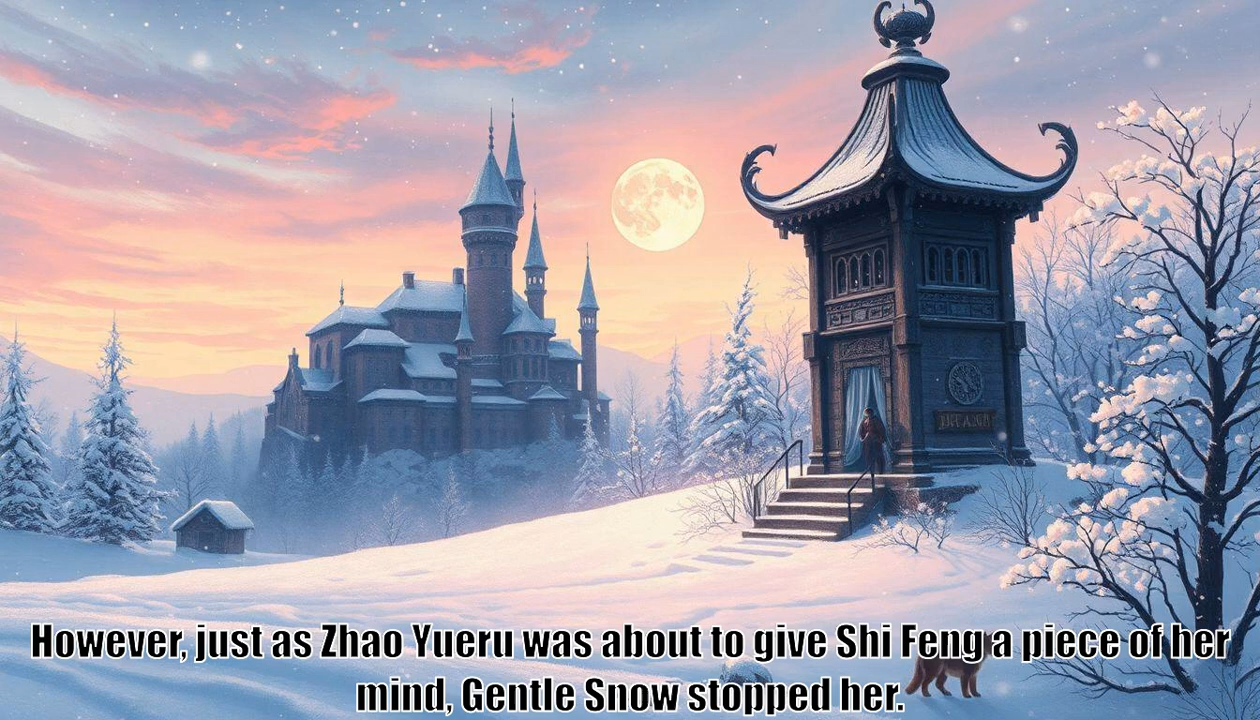 However, just as Zhao Yueru was about to give Shi Feng a piece of her
mind, Gentle Snow stopped her.